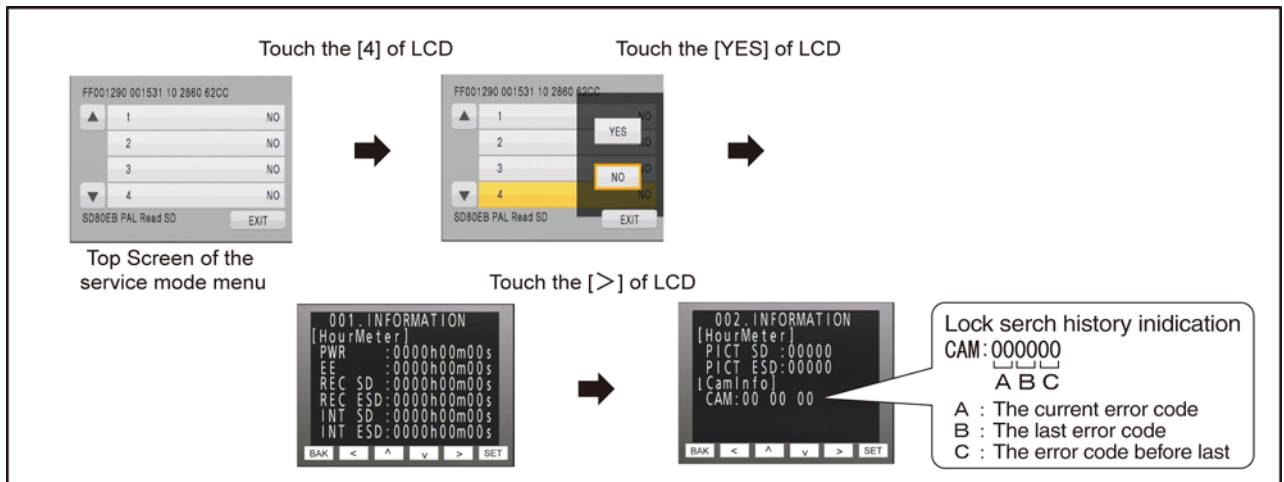 Touch the [4] of LCD
Touch the [YES] of LCD
FF001290 001531 10 2860 62CC
▲ 1 NO
2 NO
3 NO
▼ 4 NO
SD80EB PAL Read SD EXIT
Top Screen of the
service mode menu
FF001290 001531 10 2860 62CC
▲ 1 NO
YES
2 NO
3 NO
NO
▼ 4 NO
SD80EB PAL Read SD EXIT
Touch the [>] of LCD
001.INFORMATION
[HourMeter]
PWR :0000h00m00s
EE :0000h00m00s
REC SD :0000h00m00s
REC ESD:0000h00m00s
INT SD :0000h00m00s
INT ESD:0000h00m00s
BAK < ^ v > SET
002.INFORMATION
[HourMeter]
PICT SD :00000
PICT ESD:00000
[CamInfo]
CAM:00 00 00
BAK < ^ v > SET
Lock serch history inidication
CAM:000000
A B C
A : The current error code
B : The last error code
C : The error code before last